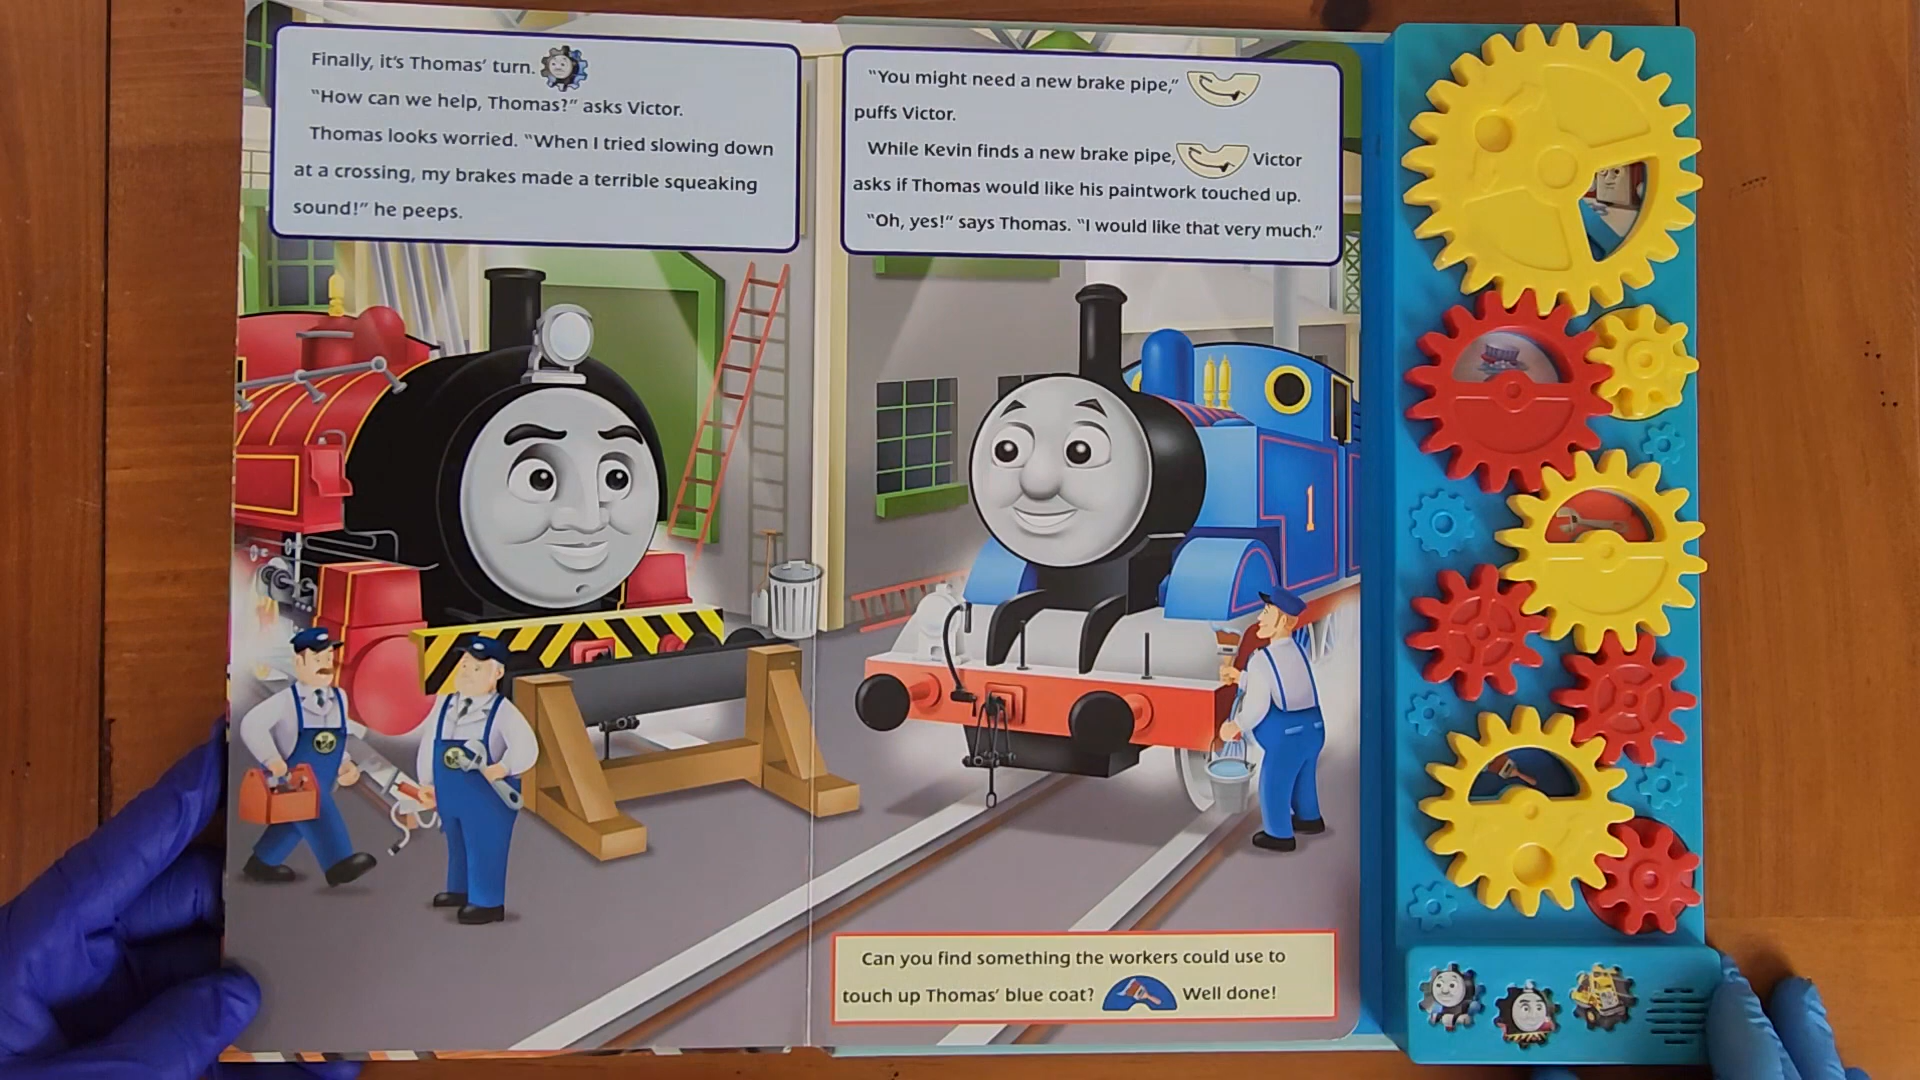 Finally, it's Thomas' turn.
"How can we help, Thomas?" asks Victor.
Thomas looks worried. "When I tried slowing down
at a crossing, my brakes made a terrible squeaking
sound!" he peeps.
"You might need a new brake pipe,"
puffs Victor.
While Kevin finds a new brake pipe, Victor
asks if Thomas would like his paintwork touched up.
"Oh, yes!" says Thomas. "I would like that very much."
1
Can you find something the workers could use to
touch up Thomas' blue coat? Well done!